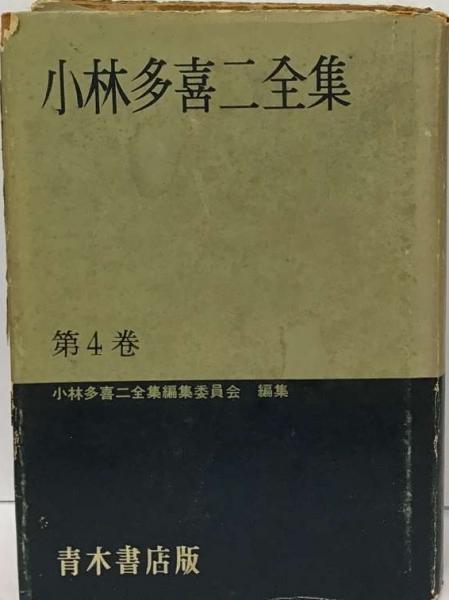 小林多喜二全集
第4巻
小林多喜二全集編集委員会　編集
青木書店版